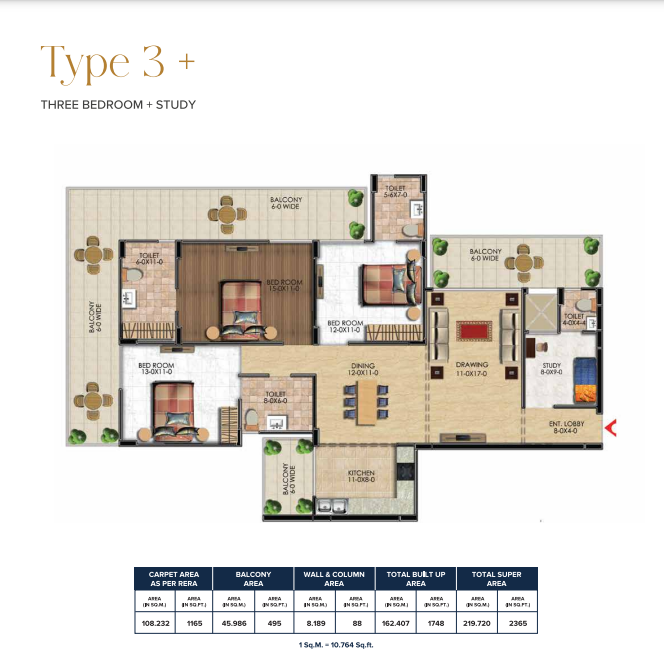 Type 3 +
THREE BEDROOM + STUDY
TOILET
5-6X7-0
BALCONY
6-0 WIDE
BALCONY
6-0 WIDE
TOILET
6-0X11-0
BED ROOM
15-0X11-0
BED ROOM
12-0X11-0
BALCONY
6-0 WIDE
TOILET
4-0X4-4
BED ROOM
13-0X11-0
DINING
12-0X11-0
DRAWING
11-0X17-0
STUDY
8-0X9-0
TOILET
8-0X6-0
ENT. LOBBY
8-0X4-0
BALCONY
6-0 WIDE
KITCHEN
11-0X8-0
CARPET AREA AS PER RERA
BALCONY AREA
WALL & COLUMN AREA
TOTAL BUILT UP AREA
TOTAL SUPER AREA
AREA (IN SQ.M.) AREA (IN SQ.FT.) AREA (IN SQ.M.) AREA (IN SQ.FT.) AREA (IN SQ.M.) AREA (IN SQ.FT.) AREA (IN SQ.M.) AREA (IN SQ.FT.) AREA (IN SQ.M.) AREA (IN SQ.FT.)
108.232 1165 45.986 495 8.189 88 162.407 1748 219.720 2365
1 Sq.M. = 10.764 Sq.ft.